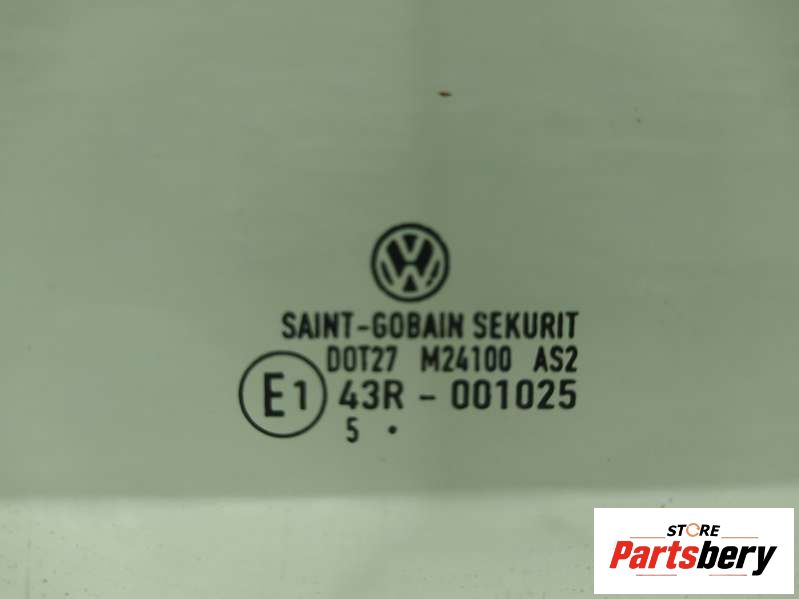 SAINT-GOBAIN SEKURIT
DOT27 M24100 AS2
E1 43R - 001025
5 •
STORE
Partsbery